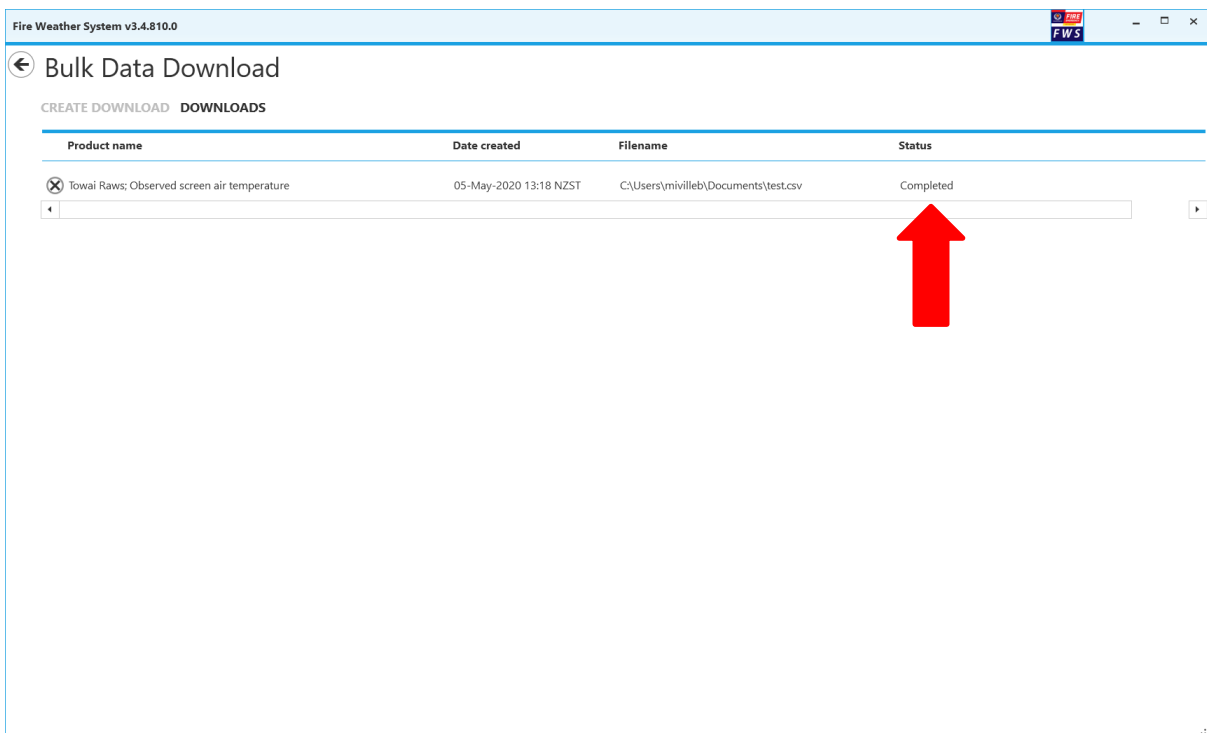 Fire Weather System v3.4.810.0
FIRE
FWS
Bulk Data Download
CREATE DOWNLOAD DOWNLOADS
Product name Date created Filename Status
Towai Raws; Observed screen air temperature 05-May-2020 13:18 NZST C:\Users\mivilleb\Documents\test.csv Completed